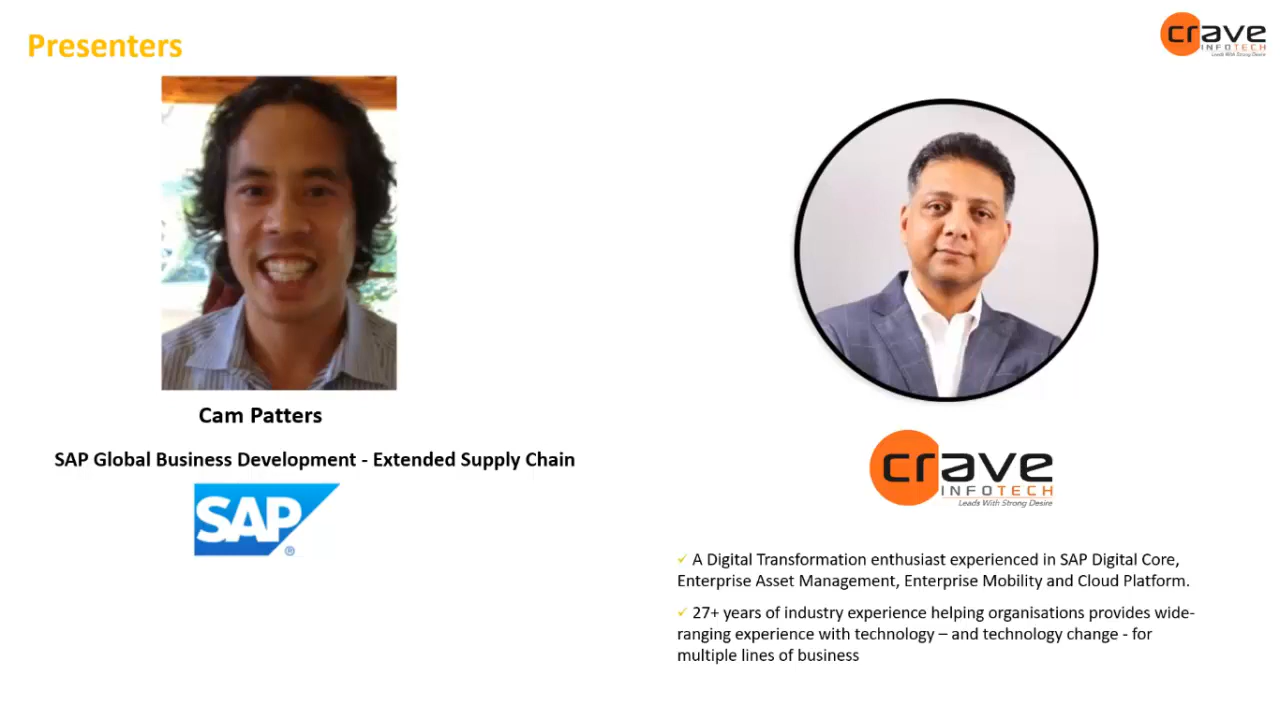 Presenters
crave
INFOTECH
Leads With Strong Desire
Cam Patters
SAP Global Business Development - Extended Supply Chain
SAP
®
crave
INFOTECH
Leads With Strong Desire
✓ A Digital Transformation enthusiast experienced in SAP Digital Core,
Enterprise Asset Management, Enterprise Mobility and Cloud Platform.
✓ 27+ years of industry experience helping organisations provides wide-
ranging experience with technology – and technology change - for
multiple lines of business